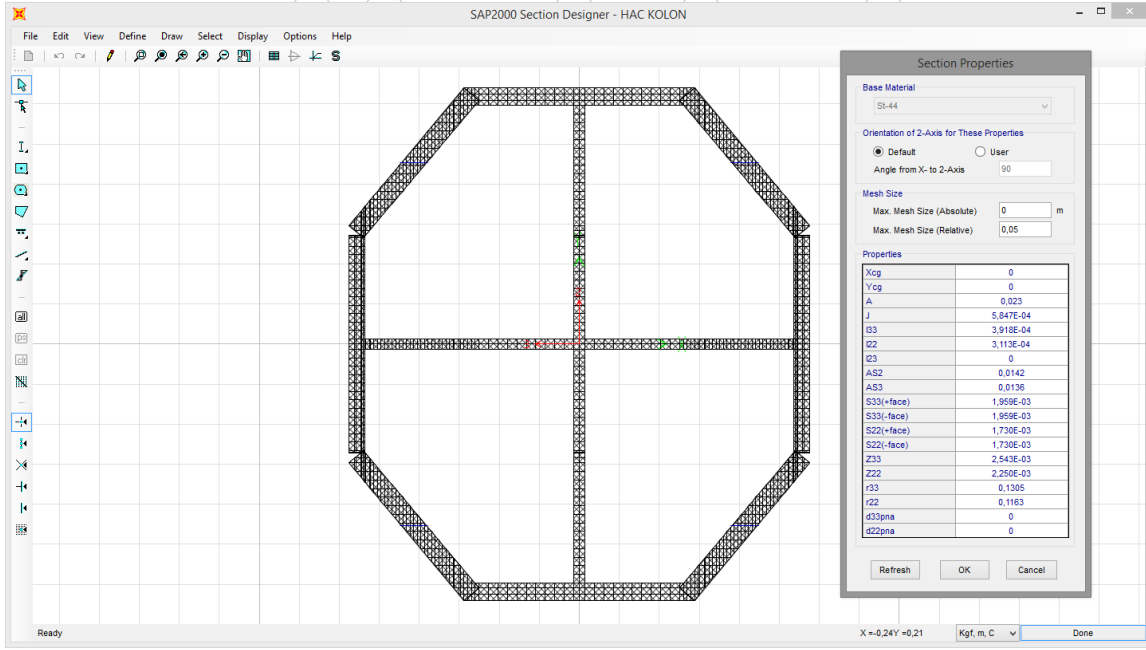 SAP2000 Section Designer - HAC KOLON
File Edit View Define Draw Select Display Options Help
Section Properties
Base Material
St-44
Orientation of 2-Axis for These Properties
Default User
Angle from X- to 2-Axis 90
Mesh Size
Max. Mesh Size (Absolute) 0 m
Max. Mesh Size (Relative) 0,05
Properties
Xcg 0
Ycg 0
A 0,023
J 5,847E-04
I33 3,918E-04
I22 3,113E-04
I23 0
AS2 0,0142
AS3 0,0136
S33(+face) 1,959E-03
S33(-face) 1,959E-03
S22(+face) 1,730E-03
S22(-face) 1,730E-03
Z33 2,543E-03
Z22 2,250E-03
r33 0,1305
r22 0,1163
d33pna 0
d22pna 0
Refresh OK Cancel
all
ps
clr
Ready X =-0,24Y =0,21 Kgf, m, C Done